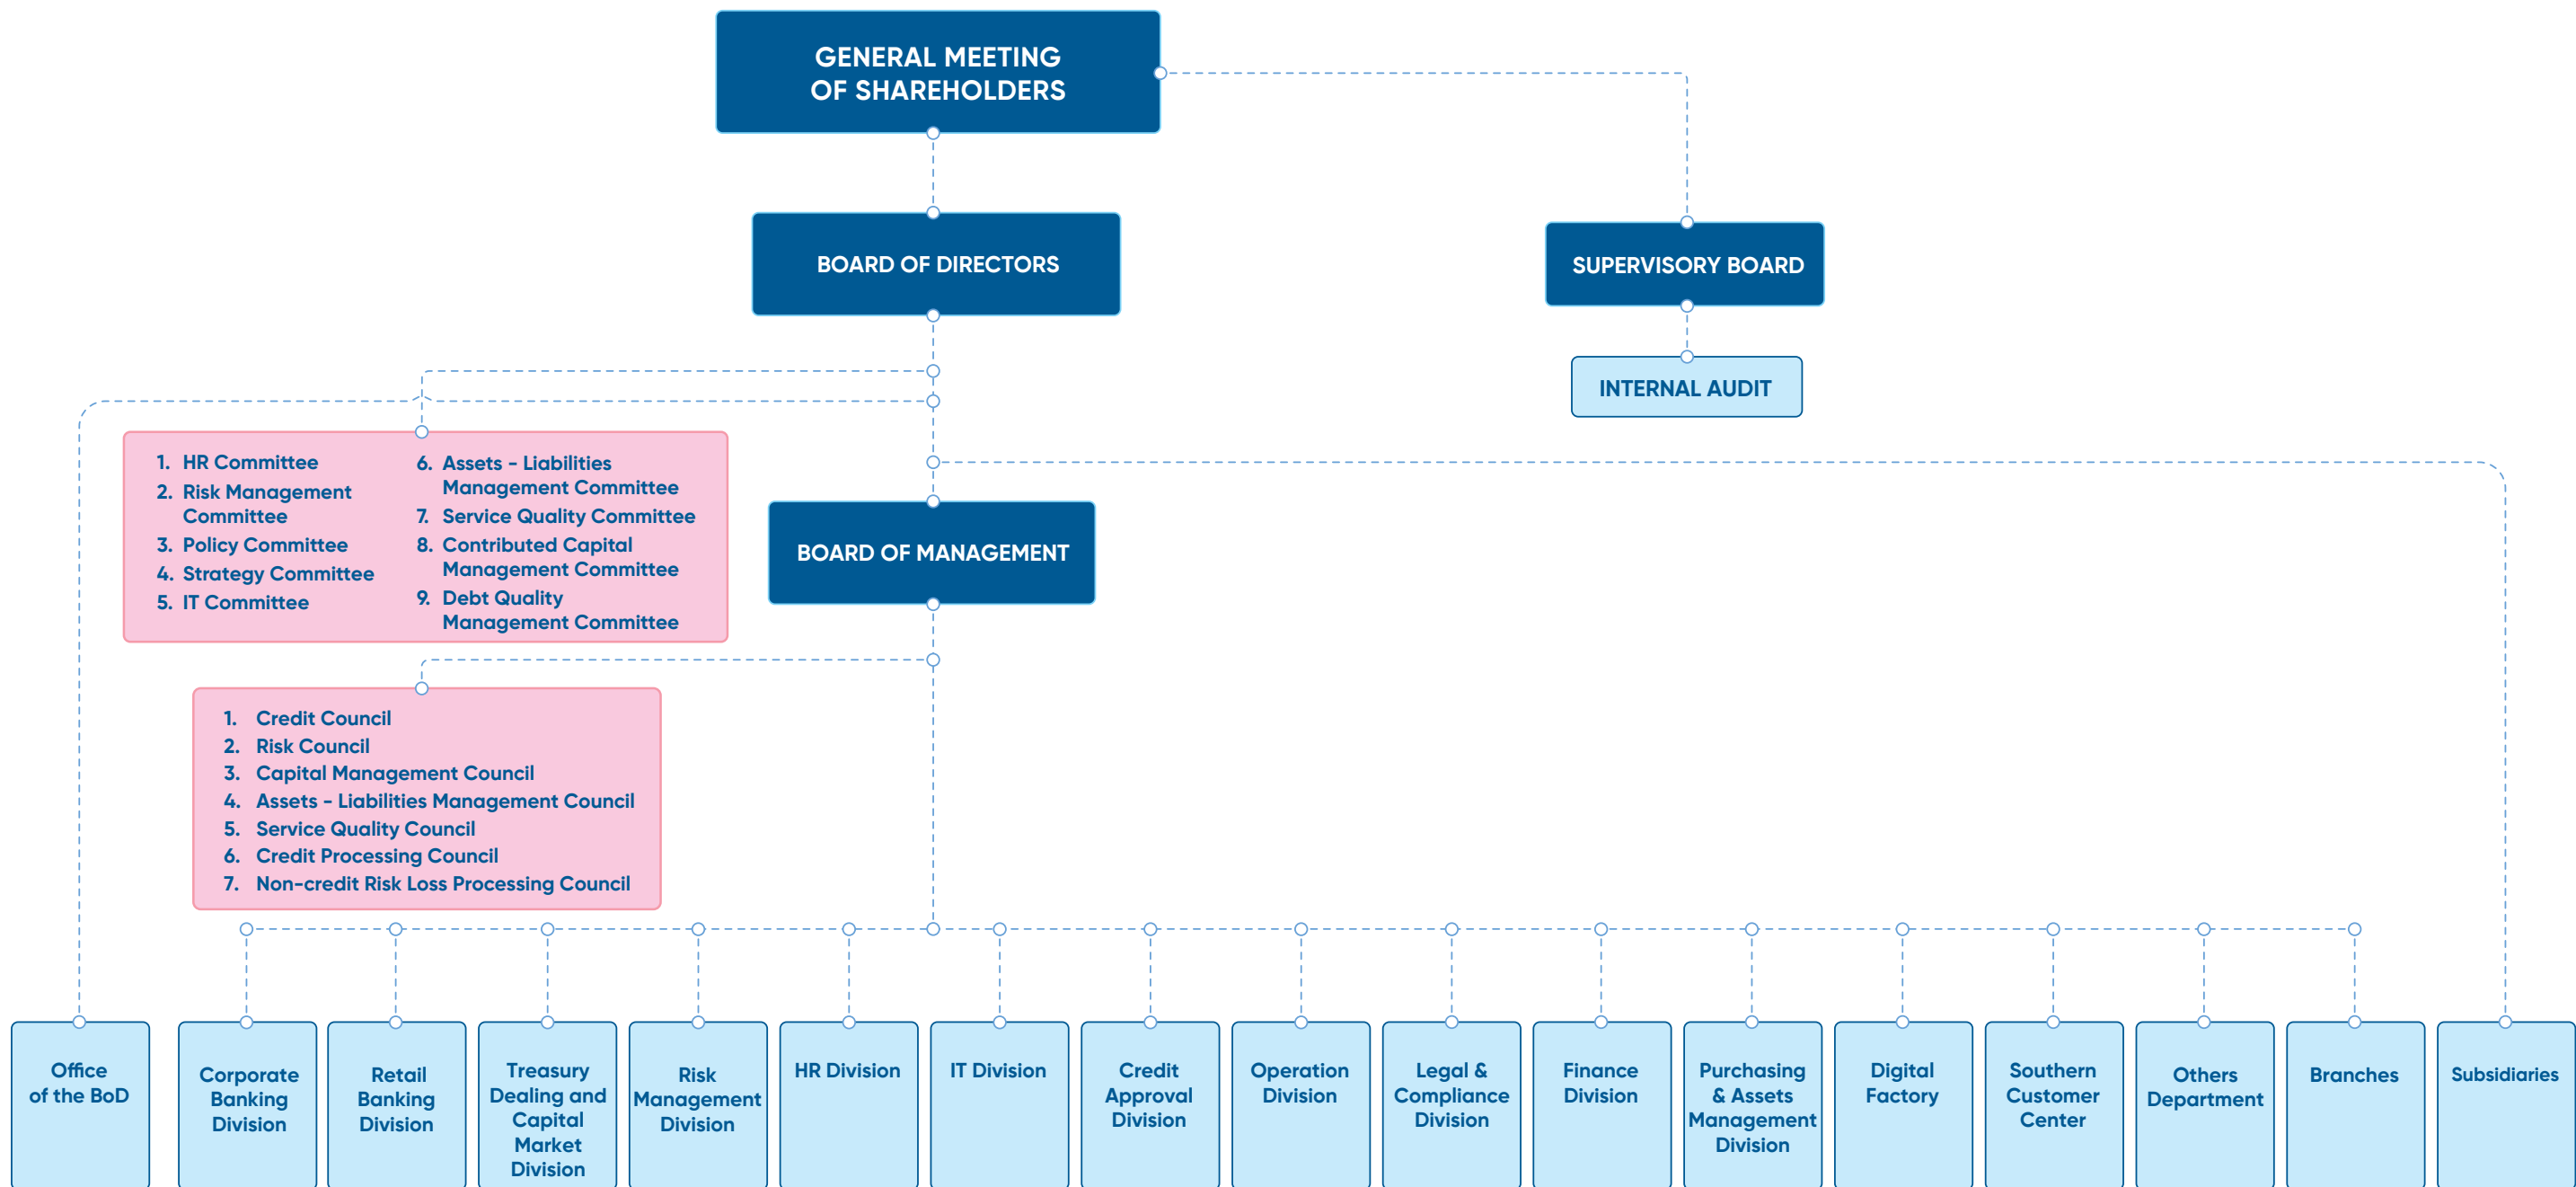 GENERAL MEETING
OF SHAREHOLDERS
BOARD OF DIRECTORS
SUPERVISORY BOARD
INTERNAL AUDIT
1. HR Committee
2. Risk Management
Committee
3. Policy Committee
4. Strategy Committee
5. IT Committee
6. Assets - Liabilities
Management Committee
7. Service Quality Committee
8. Contributed Capital
Management Committee
9. Debt Quality
Management Committee
BOARD OF MANAGEMENT
1. Credit Council
2. Risk Council
3. Capital Management Council
4. Assets - Liabilities Management Council
5. Service Quality Council
6. Credit Processing Council
7. Non-credit Risk Loss Processing Council
Office
of the BoD
Corporate
Banking
Division
Retail
Banking
Division
Treasury
Dealing and
Capital
Market
Division
Risk
Management
Division
HR Division
IT Division
Credit
Approval
Division
Operation
Division
Legal &
Compliance
Division
Finance
Division
Purchasing
& Assets
Management
Division
Digital
Factory
Southern
Customer
Center
Others
Department
Branches
Subsidiaries